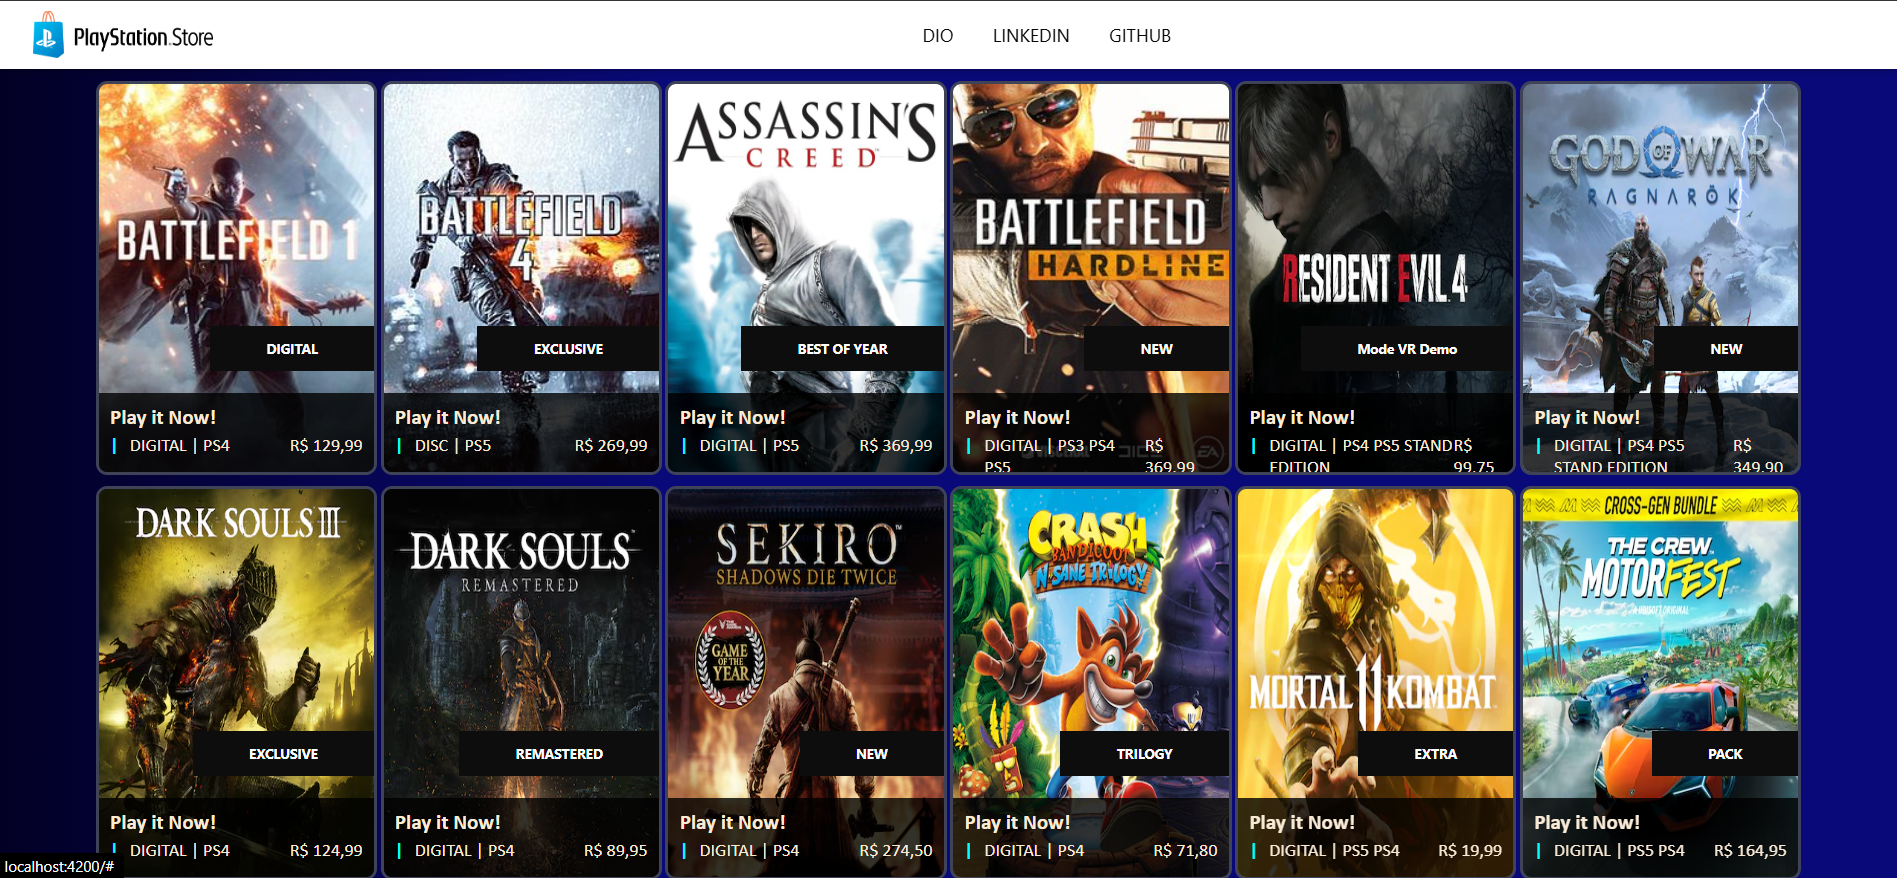 PlayStation Store
DIO LINKEDIN GITHUB
BATTLEFIELD 1
DIGITAL
Play it Now!
DIGITAL | PS4 R$ 129,99
BATTLEFIELD
4
EXCLUSIVE
Play it Now!
DISC | PS5 R$ 269,99
ASSASSIN'S
CREED
BEST OF YEAR
Play it Now!
DIGITAL | PS5 R$ 369,99
BATTLEFIELD
HARDLINE
NEW
Play it Now!
DIGITAL | PS3 PS4 R$
PS5 369,99
EA
RESIDENT EVIL 4
Mode VR Demo
Play it Now!
DIGITAL | PS4 PS5 STAND R$
EDITION 99,75
GOD OF WAR
RAGNARÖK
NEW
Play it Now!
DIGITAL | PS4 PS5 R$
STAND EDITION 349,90
DARK SOULS III
EXCLUSIVE
Play it Now!
DIGITAL | PS4 R$ 124,99
DARK SOULS™
REMASTERED
REMASTERED
Play it Now!
DIGITAL | PS4 R$ 89,95
SEKIRO™
SHADOWS DIE TWICE
GAME
OF THE
YEAR
NEW
Play it Now!
DIGITAL | PS4 R$ 274,50
CRASH
BANDICOOT
N. SANE TRILOGY
TRILOGY
Play it Now!
DIGITAL | PS4 R$ 71,80
MORTAL 11 KOMBAT
EXTRA
Play it Now!
DIGITAL | PS5 PS4 R$ 19,99
CROSS-GEN BUNDLE
THE CREW
MOTORFEST
A UBISOFT ORIGINAL
PACK
Play it Now!
DIGITAL | PS5 PS4 R$ 164,95
localhost:4200/#